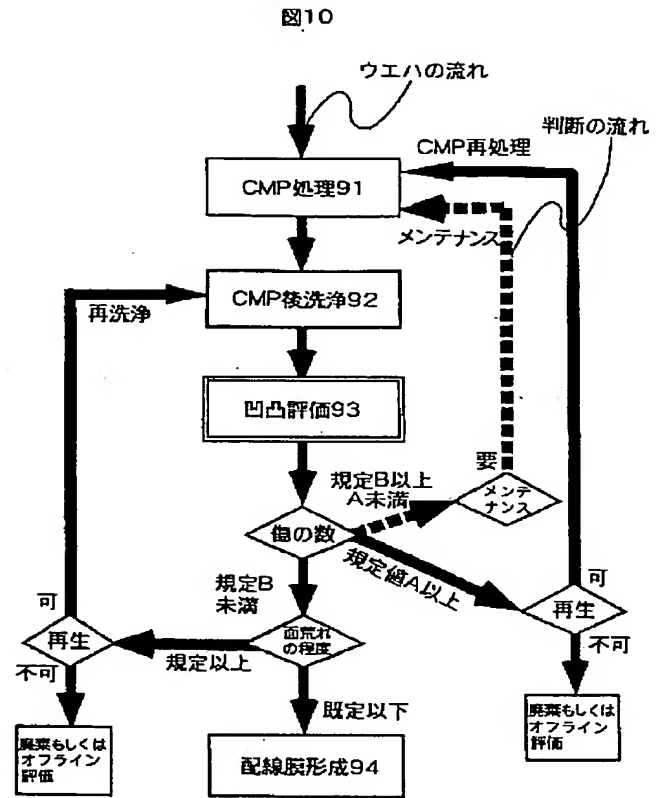 図10
ウエハの流れ
判断の流れ
CMP再処理
CMP処理91
メンテナンス
再洗浄
CMP後洗浄92
凹凸評価93
要
規定B以上
A未満
メンテ
ナンス
傷の数
規定値A以上
規定B
未満
可
可
再生
面荒れ
の程度
再生
不可
規定以上
不可
既定以下
廃棄もしくは
オフライン
評価
配線膜形成94
廃棄もしくは
オフライン
評価